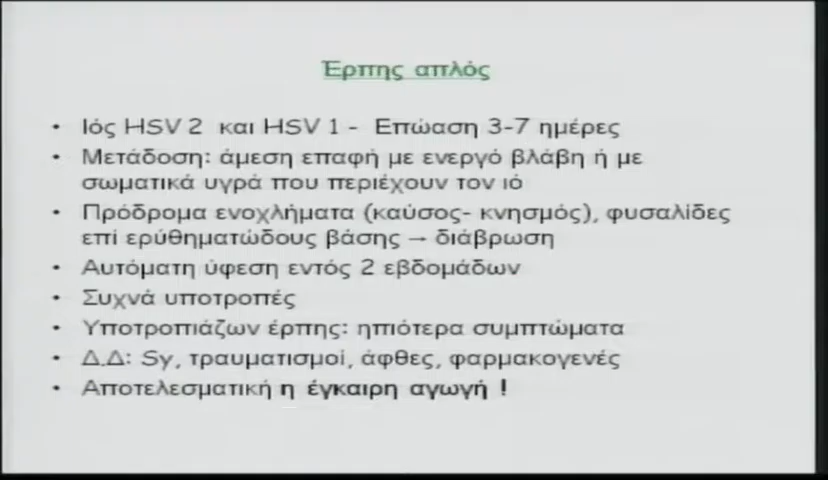 Έρπης απλός
• Ιός HSV 2 και HSV 1 - Επώαση 3-7 ημέρες
• Μετάδοση: άμεση επαφή με ενεργό βλάβη ή με
σωματικά υγρά που περιέχουν τον ιό
• Πρόδρομα ενοχλήματα (καύσος- κνησμός), φυσαλίδες
επί ερύθηματώδους βάσης → διάβρωση
• Αυτόματη ύφεση εντός 2 εβδομάδων
• Συχνά υποτροπές
• Υποτροπιάζων έρπης: ηπιότερα συμπτώματα
• Δ.Δ: Sy, τραυματισμοί, άφθες, φαρμακογενές
• Αποτελεσματική η έγκαιρη αγωγή !